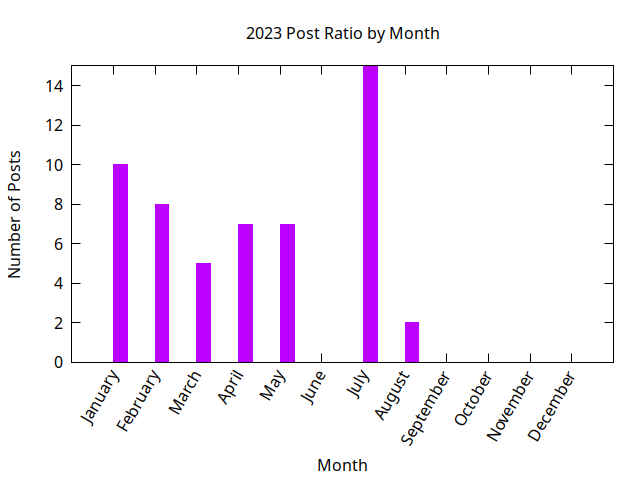 2023 Post Ratio by Month
Number of Posts
14
12
10
8
6
4
2
0
January
February
March
April
May
June
July
August
September
October
November
December
Month